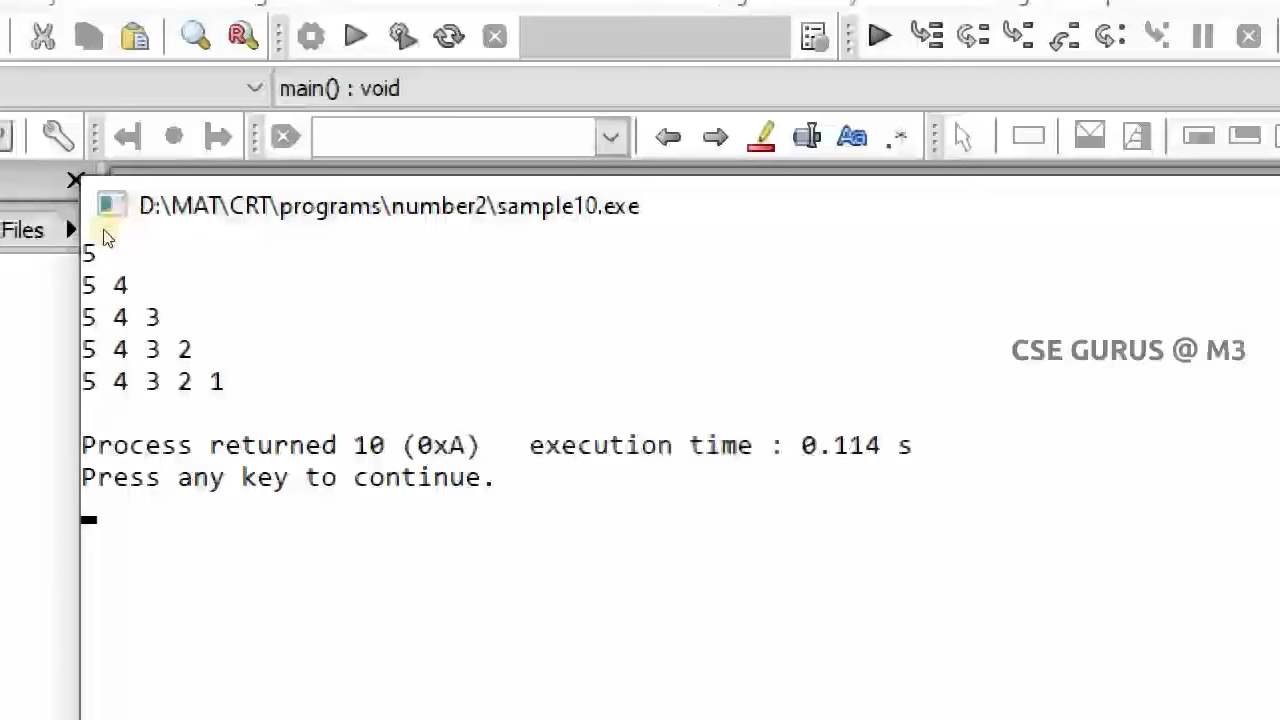 main() : void
Aa .*
D:\MAT\CRT\programs\number2\sample10.exe
Files
5
5 4
5 4 3
5 4 3 2
5 4 3 2 1
CSE GURUS @ M3
Process returned 10 (0xA)   execution time : 0.114 s
Press any key to continue.